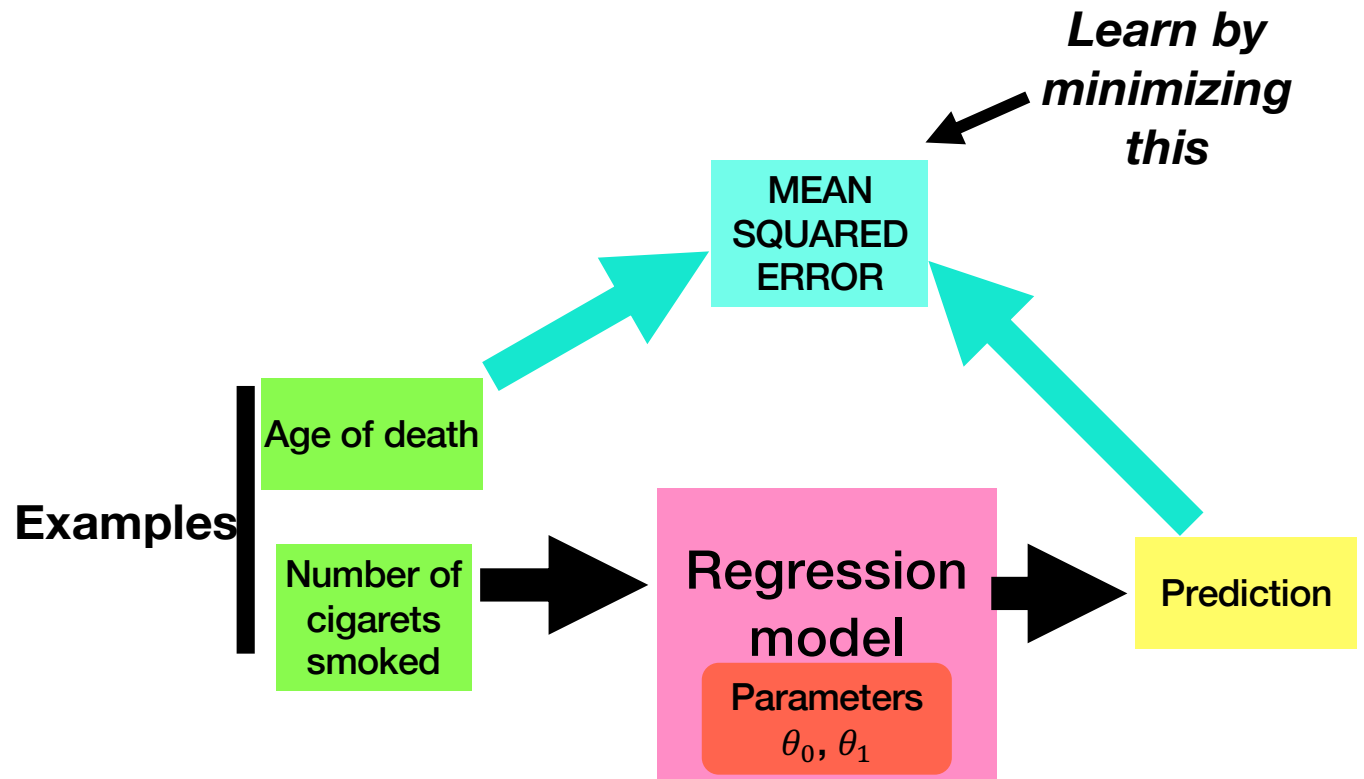 Learn by
minimizing
this
MEAN
SQUARED
ERROR
Age of death
Examples
Number of
cigarets
smoked
Regression
model
Parameters
θ₀, θ₁
Prediction